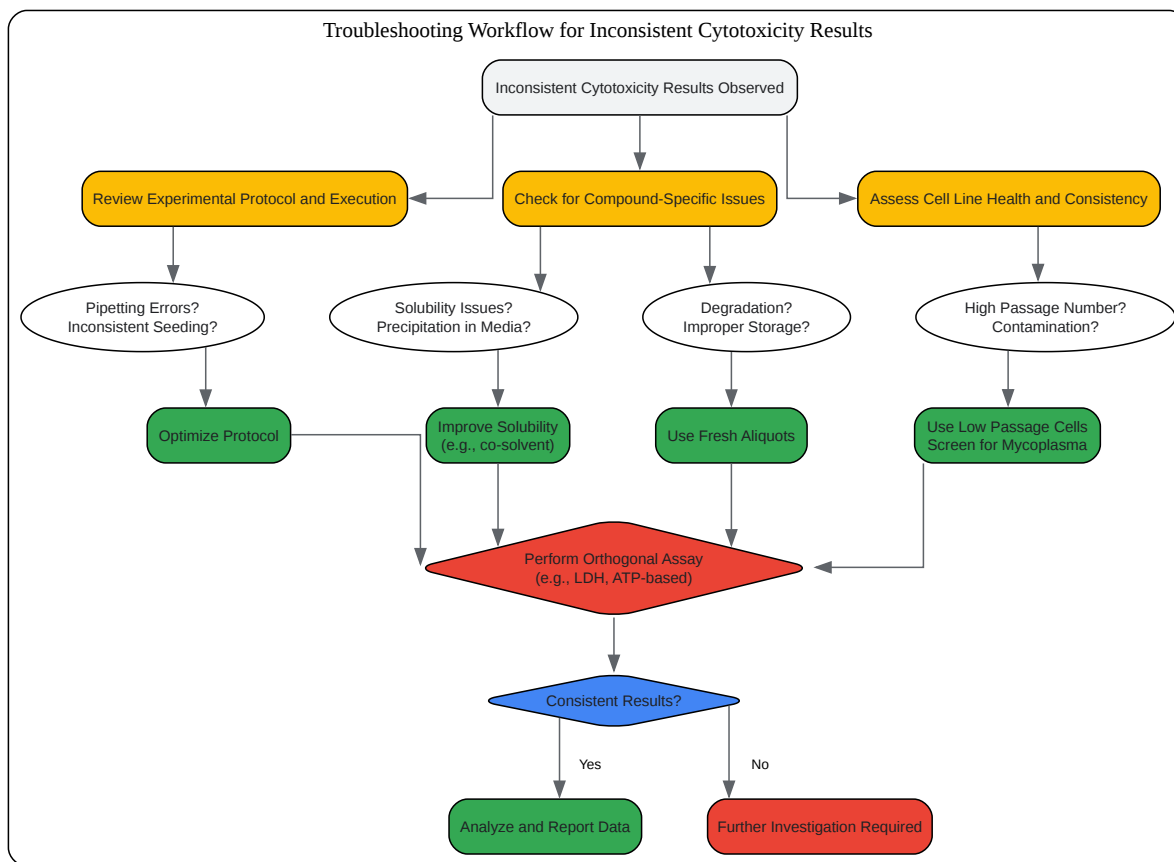 Troubleshooting Workflow for Inconsistent Cytotoxicity Results
Inconsistent Cytotoxicity Results Observed
Review Experimental Protocol and Execution
Check for Compound-Specific Issues
Assess Cell Line Health and Consistency
Pipetting Errors?
Inconsistent Seeding?
Solubility Issues?
Precipitation in Media?
Degradation?
Improper Storage?
High Passage Number?
Contamination?
Optimize Protocol
Improve Solubility
(e.g., co-solvent)
Use Fresh Aliquots
Use Low Passage Cells
Screen for Mycoplasma
Perform Orthogonal Assay
(e.g., LDH, ATP-based)
Consistent Results?
Yes
No
Analyze and Report Data
Further Investigation Required